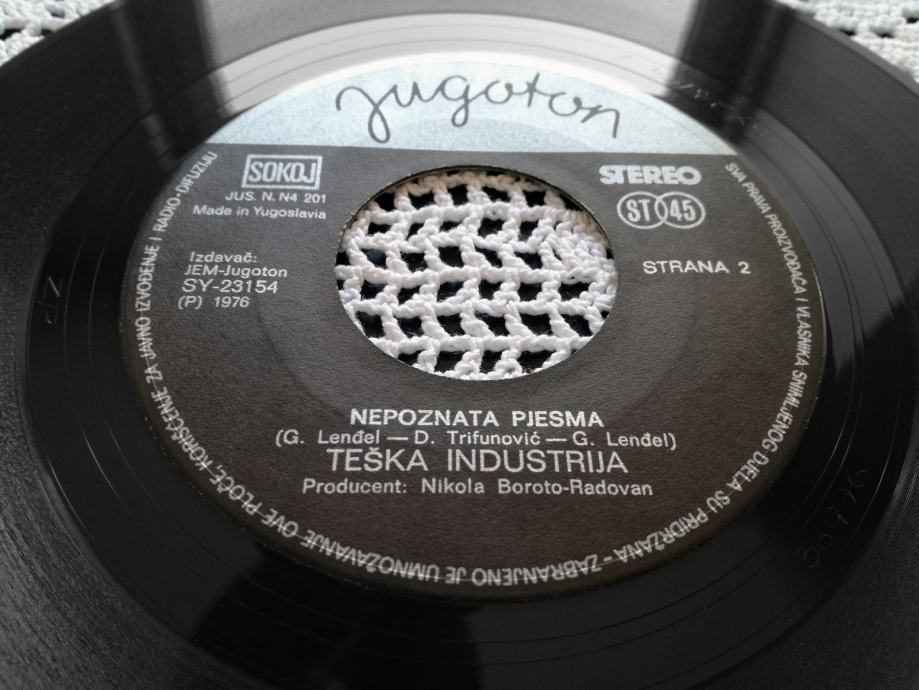 jugoton
SOKOJ
JUS. N. N4 201
Made in Yugoslavia
Izdavač:
JEM-Jugoton
SY-23154
(P) 1976
STEREO
ST 45
STRANA 2
NEPOZNATA PJESMA
(G. Lenđel — D. Trifunović — G. Lenđel)
TEŠKA INDUSTRIJA
Producent: Nikola Boroto-Radovan
SVA PRAVA PROIZVOĐAČA I VLASNIKA SNIMLJENOG DJELA SU PRIDRŽANA - ZABRANJENO JE UMNOŽAVANJE OVE PLOČE, KORIŠĆENJE ZA JAVNO IZVOĐENJE I RADIO-DIFUZIJU